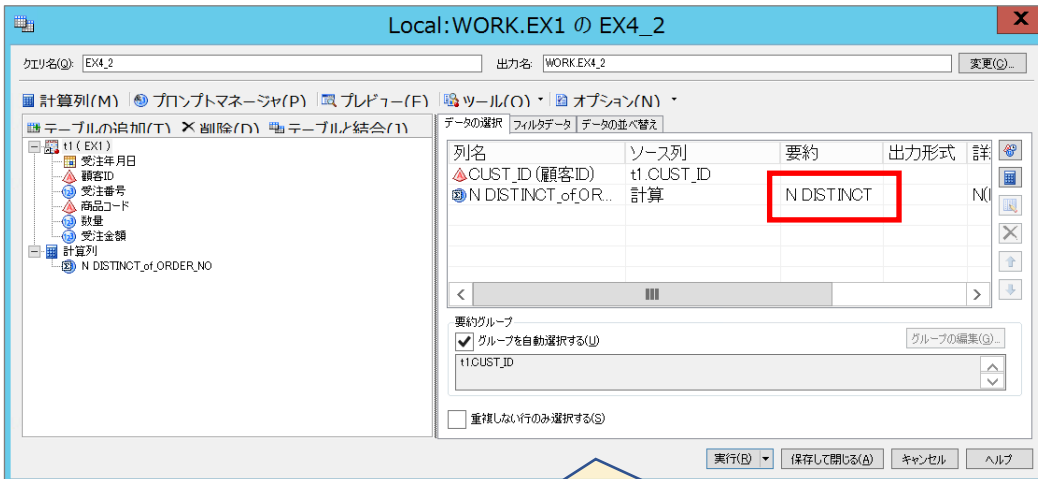 Local:WORK.EX1 の EX4_2
X
クエリ名(Q): EX4_2
出力名: WORK.EX4_2
変更(C)...
計算列(M) プロンプトマネージャ(P) プレビュー(E) ツール(O) オプション(N)
テーブルの追加(T) 削除(D) テーブルと結合(J)
t1 ( EX1 )
受注年月日
顧客ID
受注番号
商品コード
数量
受注金額
計算列
N DISTINCT_of_ORDER_NO
データの選択 フィルタデータ データの並べ替え
列名 ソース列 要約 出力形式
CUST_ID (顧客ID) t1.CUST_ID
N DISTINCT_of_OR... 計算 N DISTINCT
要約グループ
グループを自動選択する(U)
グループの編集(G)...
t1.CUST_ID
重複しない行のみ選択する(S)
実行(R) 保存して閉じる(A) キャンセル ヘルプ